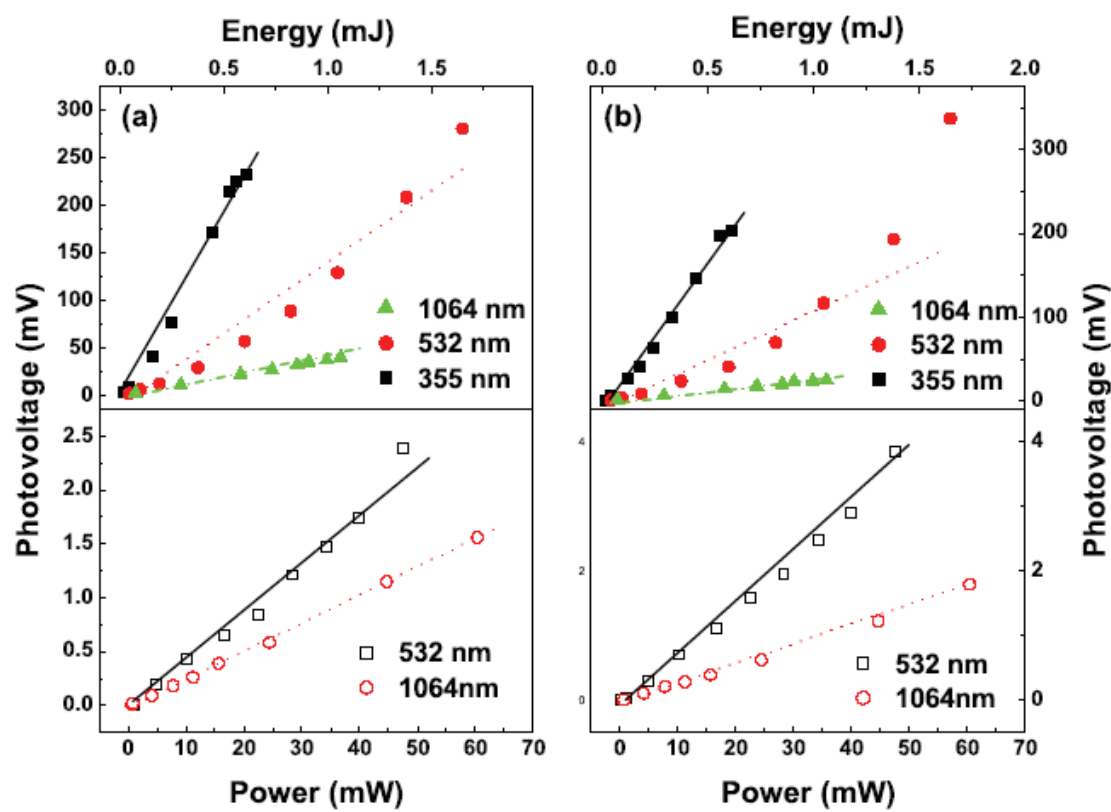 Energy (mJ)
0.0 0.5 1.0 1.5
Energy (mJ)
0.0 0.5 1.0 1.5 2.0
Photovoltage (mV)
300
250
200
150
100
50
0
(a)
1064 nm
532 nm
355 nm
2.5
2.0
1.5
1.0
0.5
0.0
532 nm
1064nm
0 10 20 30 40 50 60 70
Power (mW)
(b)
1064 nm
532 nm
355 nm
300
200
100
0
4
2
0
532 nm
1064nm
4
2
0
0 10 20 30 40 50 60 70
Power (mW)
Photovoltage (mV)